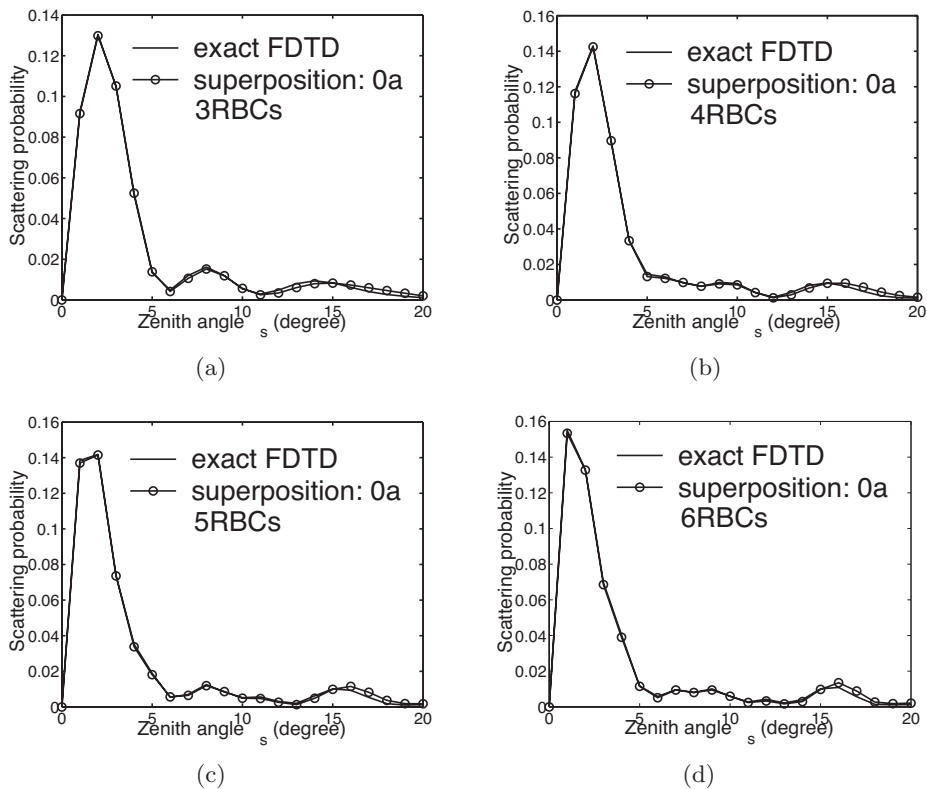 0.14
0.12
0.1
0.08
0.06
0.04
0.02
0
Scattering probability
exact FDTD
superposition: 0a
3RBCs
0 5 10 15 20
Zenith angle s (degree)
(a)
0.16
0.14
0.12
0.1
0.08
0.06
0.04
0.02
0
Scattering probability
exact FDTD
superposition: 0a
4RBCs
0 5 10 15 20
Zenith angle s (degree)
(b)
0.16
0.14
0.12
0.1
0.08
0.06
0.04
0.02
0
Scattering probability
exact FDTD
superposition: 0a
5RBCs
0 5 10 15 20
Zenith angle s (degree)
(c)
0.16
0.14
0.12
0.1
0.08
0.06
0.04
0.02
0
Scattering probability
exact FDTD
superposition: 0a
6RBCs
0 5 10 15 20
Zenith angle s (degree)
(d)